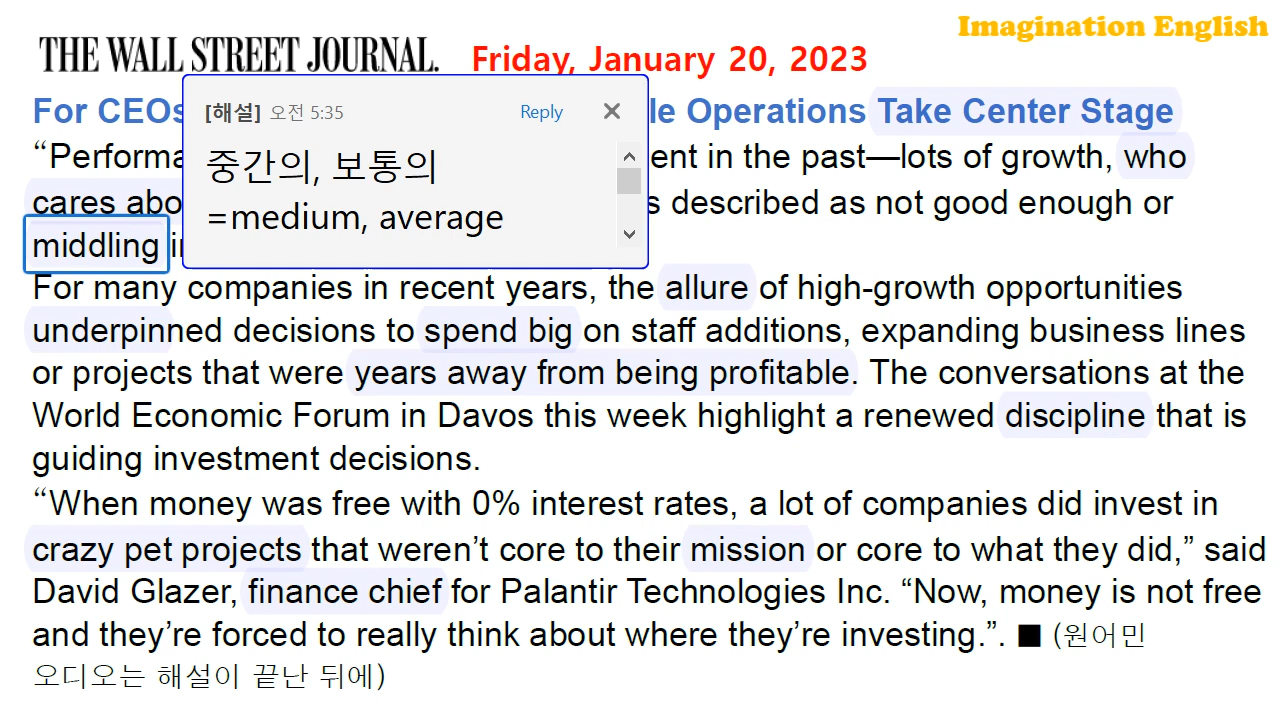 Imagination English
THE WALL STREET JOURNAL. Friday, January 20, 2023
For CEOs le Operations Take Center Stage
[해설] 오전 5:35 Reply
중간의, 보통의
=medium, average
“Performa ent in the past—lots of growth, who
cares abo s described as not good enough or
middling i
For many companies in recent years, the allure of high-growth opportunities
underpinned decisions to spend big on staff additions, expanding business lines
or projects that were years away from being profitable. The conversations at the
World Economic Forum in Davos this week highlight a renewed discipline that is
guiding investment decisions.
“When money was free with 0% interest rates, a lot of companies did invest in
crazy pet projects that weren’t core to their mission or core to what they did,” said
David Glazer, finance chief for Palantir Technologies Inc. “Now, money is not free
and they’re forced to really think about where they’re investing.”. ■ (원어민
오디오는 해설이 끝난 뒤에)